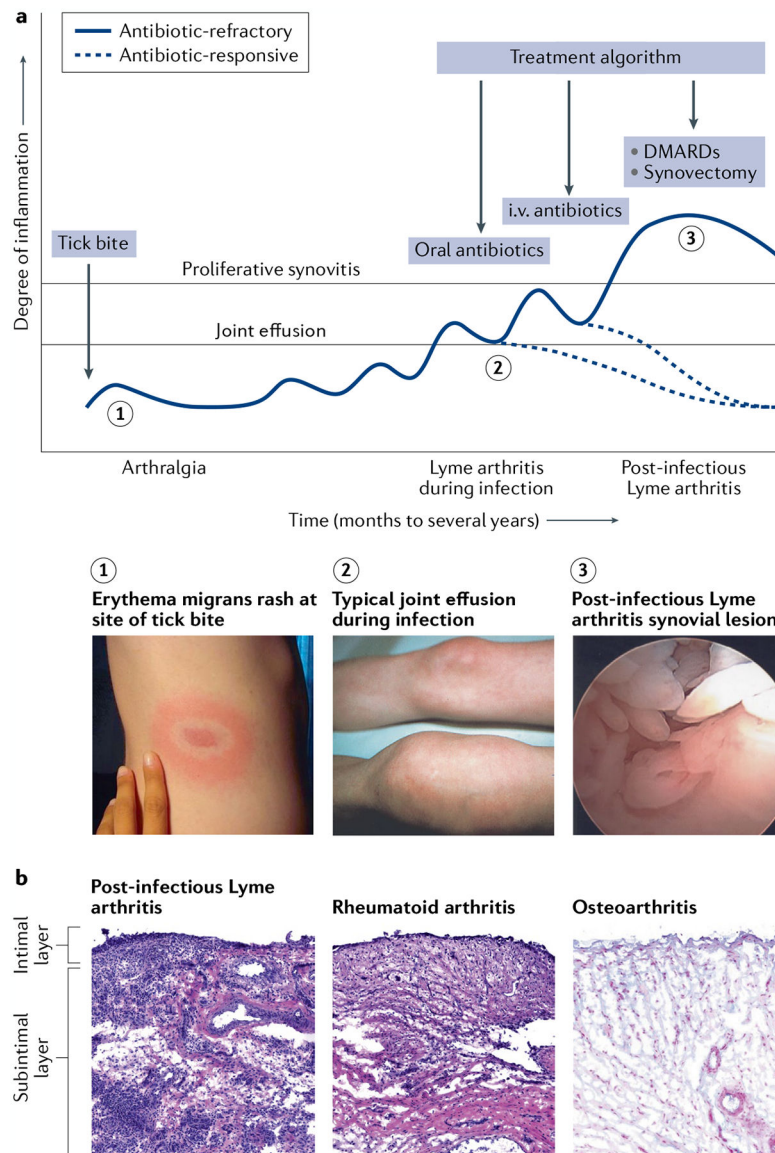 a
Antibiotic-refractory
Antibiotic-responsive
Treatment algorithm
• DMARDs
• Synovectomy
i.v. antibiotics
Oral antibiotics
Tick bite
3
Proliferative synovitis
Joint effusion
2
1
Degree of inflammation
Arthralgia
Lyme arthritis
during infection
Post-infectious
Lyme arthritis
Time (months to several years)
1
Erythema migrans rash at
site of tick bite
2
Typical joint effusion
during infection
3
Post-infectious Lyme
arthritis synovial lesion
b
Post-infectious Lyme
arthritis
Rheumatoid arthritis
Osteoarthritis
Intimal
layer
Subintimal
layer